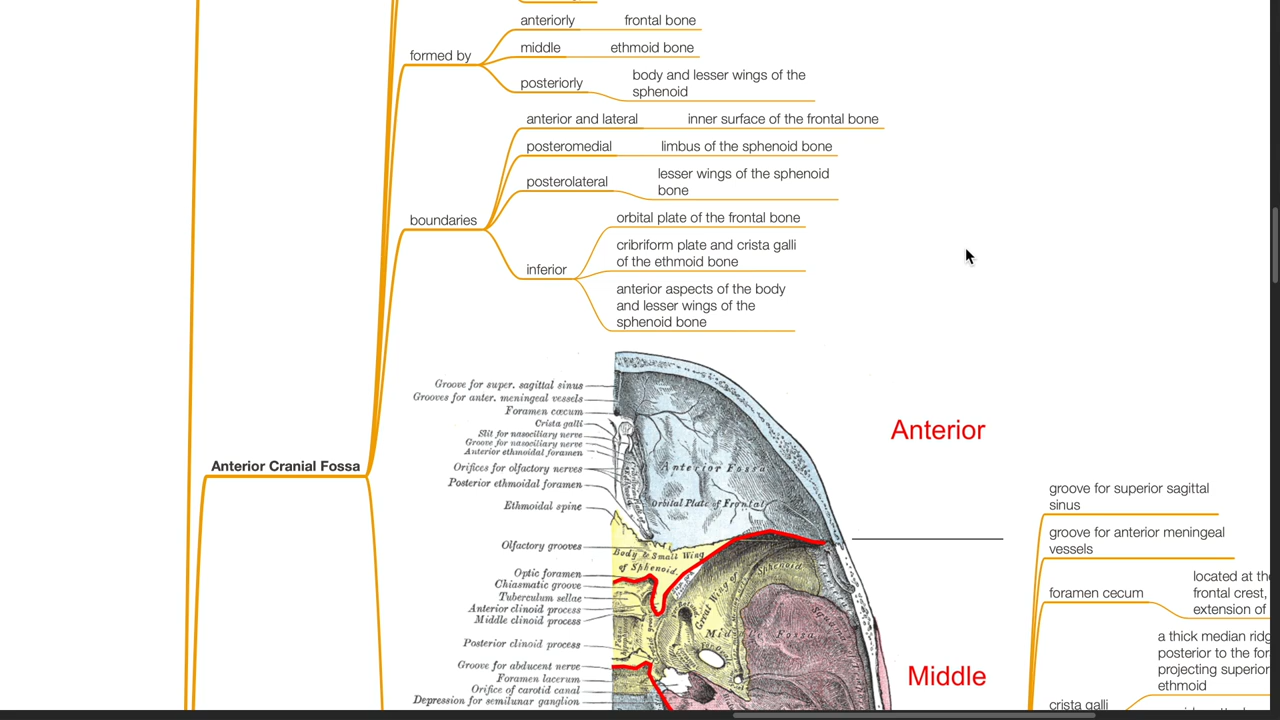 anteriorly
frontal bone
formed by
middle
ethmoid bone
posteriorly
body and lesser wings of the
sphenoid
anterior and lateral
inner surface of the frontal bone
posteromedial
limbus of the sphenoid bone
posterolateral
lesser wings of the sphenoid
bone
boundaries
inferior
orbital plate of the frontal bone
cribriform plate and crista galli
of the ethmoid bone
anterior aspects of the body
and lesser wings of the
sphenoid bone
Anterior Cranial Fossa
Groove for super. sagittal sinus
Grooves for anter. meningeal vessels
Foramen cœcum
Crista galli
Slit for nasociliary nerve
Groove for nasociliary nerve
Anterior ethmoidal foramen
Orifices for olfactory nerves
Posterior ethmoidal foramen
Ethmoidal spine
Olfactory grooves
Optic foramen
Chiasmatic groove
Tuberculum sellae
Anterior clinoid process
Middle clinoid process
Posterior clinoid process
Groove for abducent nerve
Foramen lacerum
Orifice of carotid canal
Depression for semilunar ganglion
Anterior Fossa
Orbital Plate of Frontal
Body & Small Wing
of Sphenoid.
Great Wing of Sphenoid
Middle Fossa
Anterior
Middle
groove for superior sagittal
sinus
groove for anterior meningeal
vessels
foramen cecum
located at the
frontal crest,
extension of
a thick median ridg
posterior to the for
projecting superior
ethmoid
crista galli